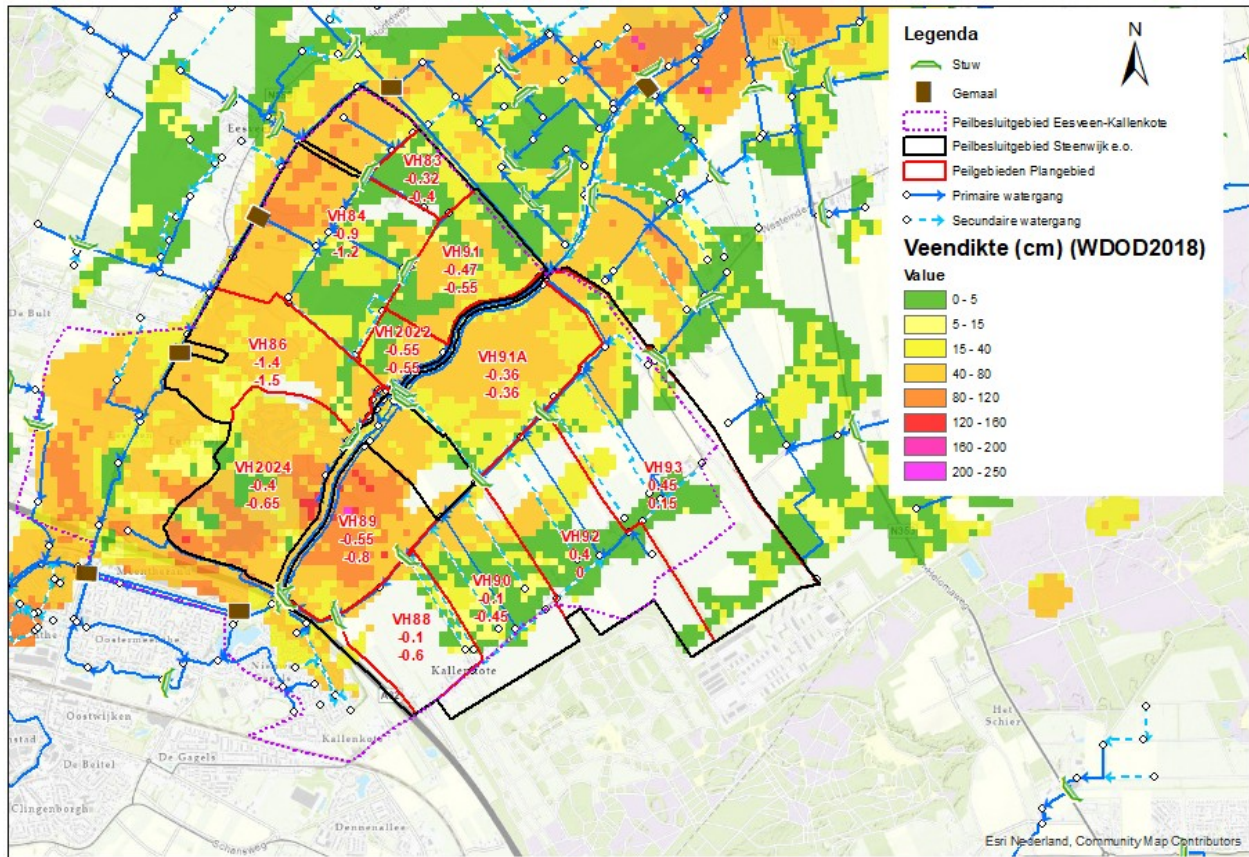 Legenda
N
Stuw
Gemaal
Peilbesluitgebied Eesveen-Kallenkote
Peilbesluitgebied Steenwijk e.o.
Peilgebieden Plangebied
Primaire watergang
Secundaire watergang
Veendikte (cm) (WDOD2018)
Value
0 - 5
5 - 15
15 - 40
40 - 80
80 - 120
120 - 160
160 - 200
200 - 250
VH83
-0.32
-0.4
VH84
-0.9
-1.2
VH91
-0.47
-0.55
VH2022
-0.55
-0.55
VH86
-1.4
-1.5
VH91A
-0.36
-0.36
VH2024
-0.4
-0.65
VH89
-0.55
-0.8
VH93
0.45
0.15
VH92
0.4
0
VH90
-0.1
-0.45
VH88
-0.1
-0.6
De Bult
Kallenkote
Oostermeenthe
Oostwijken
De Beitel
De Gagels
Kallenkote
Clingenborgh
Dennenallee
Schansweg
Helomaweg
Het
Schier
N353
Esri Nederland, Community Map Contributors